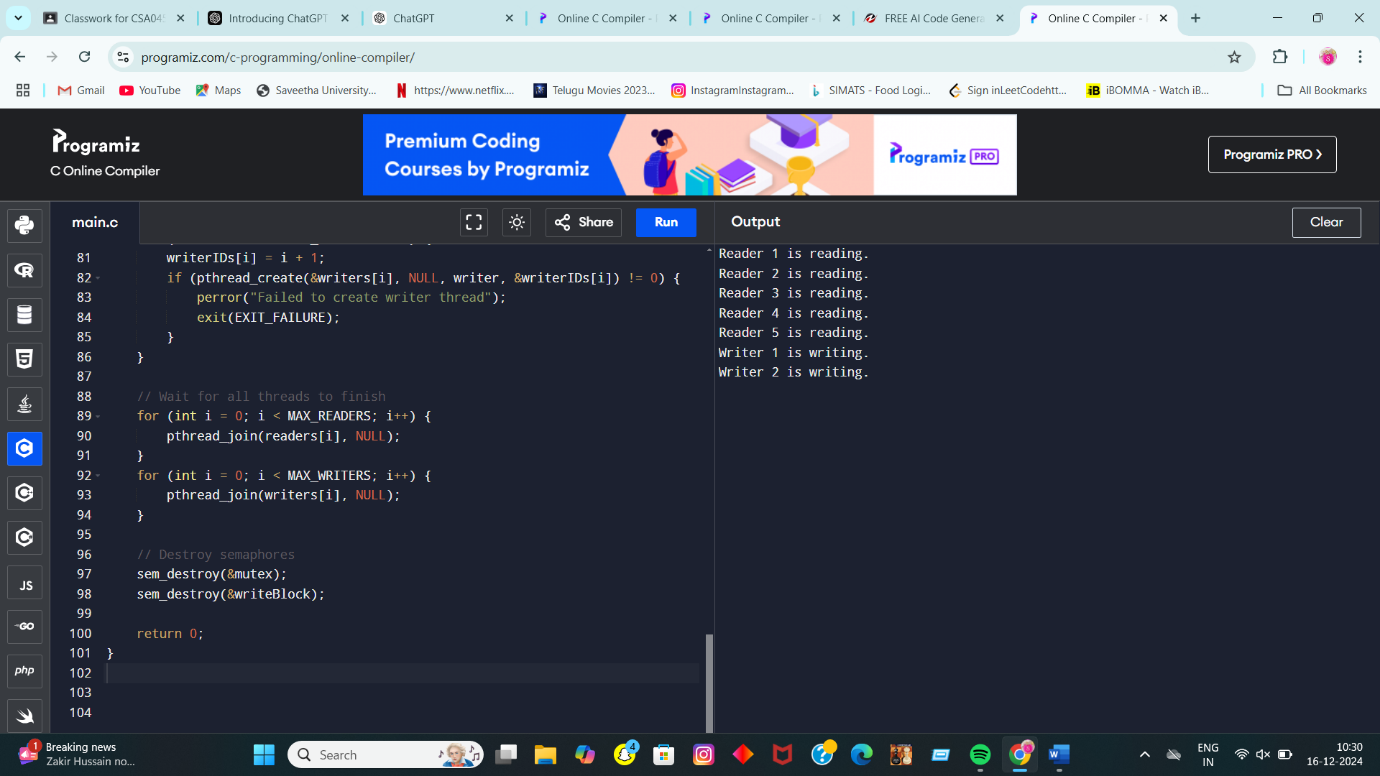 Classwork for CSA04
Introducing ChatGPT
ChatGPT
Online C Compiler -
Online C Compiler -
FREE AI Code Genera
Online C Compiler -
programiz.com/c-programming/online-compiler/
Gmail
YouTube
Maps
Saveetha University...
https://www.netflix....
Telugu Movies 2023...
InstagramInstagram...
SIMATS - Food Logi...
Sign inLeetCodehtt...
iBOMMA - Watch iB...
All Bookmarks
Programiz
C Online Compiler
Premium Coding
Courses by Programiz
Programiz PRO
Programiz PRO >
main.c
Share
Run
Output
Clear
81 writerIDs[i] = i + 1;
82 if (pthread_create(&writers[i], NULL, writer, &writerIDs[i]) != 0) {
83 perror("Failed to create writer thread");
84 exit(EXIT_FAILURE);
85 }
86 }
87
88 // Wait for all threads to finish
89 for (int i = 0; i < MAX_READERS; i++) {
90 pthread_join(readers[i], NULL);
91 }
92 for (int i = 0; i < MAX_WRITERS; i++) {
93 pthread_join(writers[i], NULL);
94 }
95
96 // Destroy semaphores
97 sem_destroy(&mutex);
98 sem_destroy(&writeBlock);
99
100 return 0;
101 }
102
103
104
Reader 1 is reading.
Reader 2 is reading.
Reader 3 is reading.
Reader 4 is reading.
Reader 5 is reading.
Writer 1 is writing.
Writer 2 is writing.
JS
GO
php
1
Breaking news
Zakir Hussain no...
Search
4
ENG
IN
10:30
16-12-2024